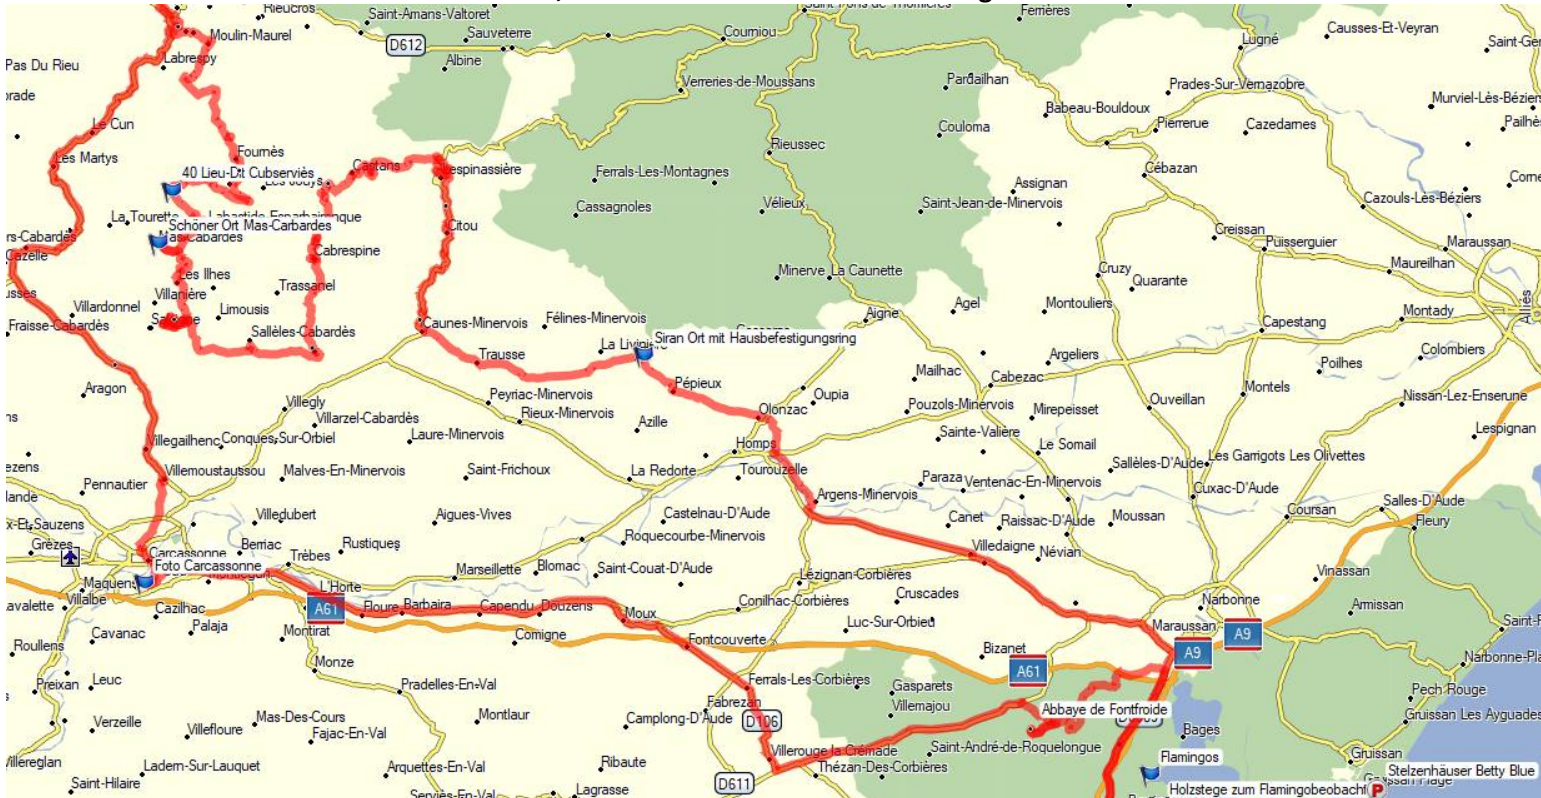 Rieucros
Saint-Amans-Valtoret
Moulin-Maurel
Sauveterre
D612
Courniou
Ferrières
Causses-Et-Veyran
Lugné
Labrespy
Albine
Pas Du Rieu
Verreries-de-Moussans
Pardailhan
Prades-Sur-Vernazobre
Babeau-Bouldoux
Couloma
Pierrerue
Cazedarnes
Le Cun
Rieussec
Les Martys
Fournès
40 Lieu-Dit Cubserviès
Castans
Ferrals-Les-Montagnes
Assignan
Cébazan
Cazouls-Lès-Béziers
La Tourette
Schöner Ort Mas-Carbardes
Cassagnoles
Vélieux
Saint-Jean-de-Minervois
Citou
Creissan
Puisserguier
Maraussan
Cabrespine
Maureilhan
Les Ilhes
Trassanel
Villanière
Minerve
La Caunette
Cruzy
Quarante
Villardonnel
Limousis
Fraisse-Cabardès
Sallèles-Cabardès
Caunes-Minervois
Félines-Minervois
Aigne
Agel
Montouliers
Capestang
Montady
Siran Ort mit Hausbefestigungsring
Trausse
Argeliers
Poilhes
Colombiers
Aragon
Pépieux
Mailhac
Cabezac
Montels
Nissan-Lez-Enserune
Villegly
Peyriac-Minervois
Rieux-Minervois
Azille
Olonzac
Oupia
Pouzols-Minervois
Mirepeisset
Ouveillan
Villarzel-Cabardès
Laure-Minervois
Homps
Sainte-Valière
Le Somail
Lespignan
Villegailhenc
Conques-Sur-Orbiel
Villemoustaussou
Malves-En-Minervois
Saint-Frichoux
La Redorte
Tourouzelle
Sallèles-D'Aude
Les Garrigots Les Olivettes
Pennautier
Argens-Minervois
Paraza
Ventenac-En-Minervois
Cuxac-D'Aude
Salles-D'Aude
Villedubert
Aigues-Vives
Castelnau-D'Aude
Canet
Raissac-D'Aude
Moussan
Coursan
Fleury
Grèzes
Berriac
Trèbes
Rustiques
Roquecourbe-Minervois
Villedaigne
Névian
Carcassonne
Foto Carcassonne
Marseillette
Blomac
Saint-Couat-D'Aude
Lézignan-Corbières
Vinassan
L'Horte
A61
Villalbe
Cazilhac
Palaja
Floure
Barbaira
Capendu
Douzens
Moux
Conilhac-Corbières
Cruscades
Narbonne
Armissan
Roullens
Cavanac
Montirat
Comigne
Fontcouverte
Luc-Sur-Orbieu
Bizanet
Maraussan
A9
A9
A61
Monze
Preixan
Leuc
Pradelles-En-Val
Ferrals-Les-Corbières
Gasparets
Villemajou
Pech Rouge
Verzeille
Villefloure
Mas-Des-Cours
Fajac-En-Val
Montlaur
Camplong-D'Aude
Fabrezan
D106
Abbaye de Fontfroide
Gruissan Les Ayguades
Bages
Ladern-Sur-Lauquet
Arquettes-En-Val
Ribaute
Villerouge la Crémade
Saint-André-de-Roquelongue
Flamingos
Gruissan
Saint-Hilaire
Lagrasse
D611
Thézan-Des-Corbières
Stelzenhäuser Betty Blue
Holzstege zum Flamingobeobacht
P